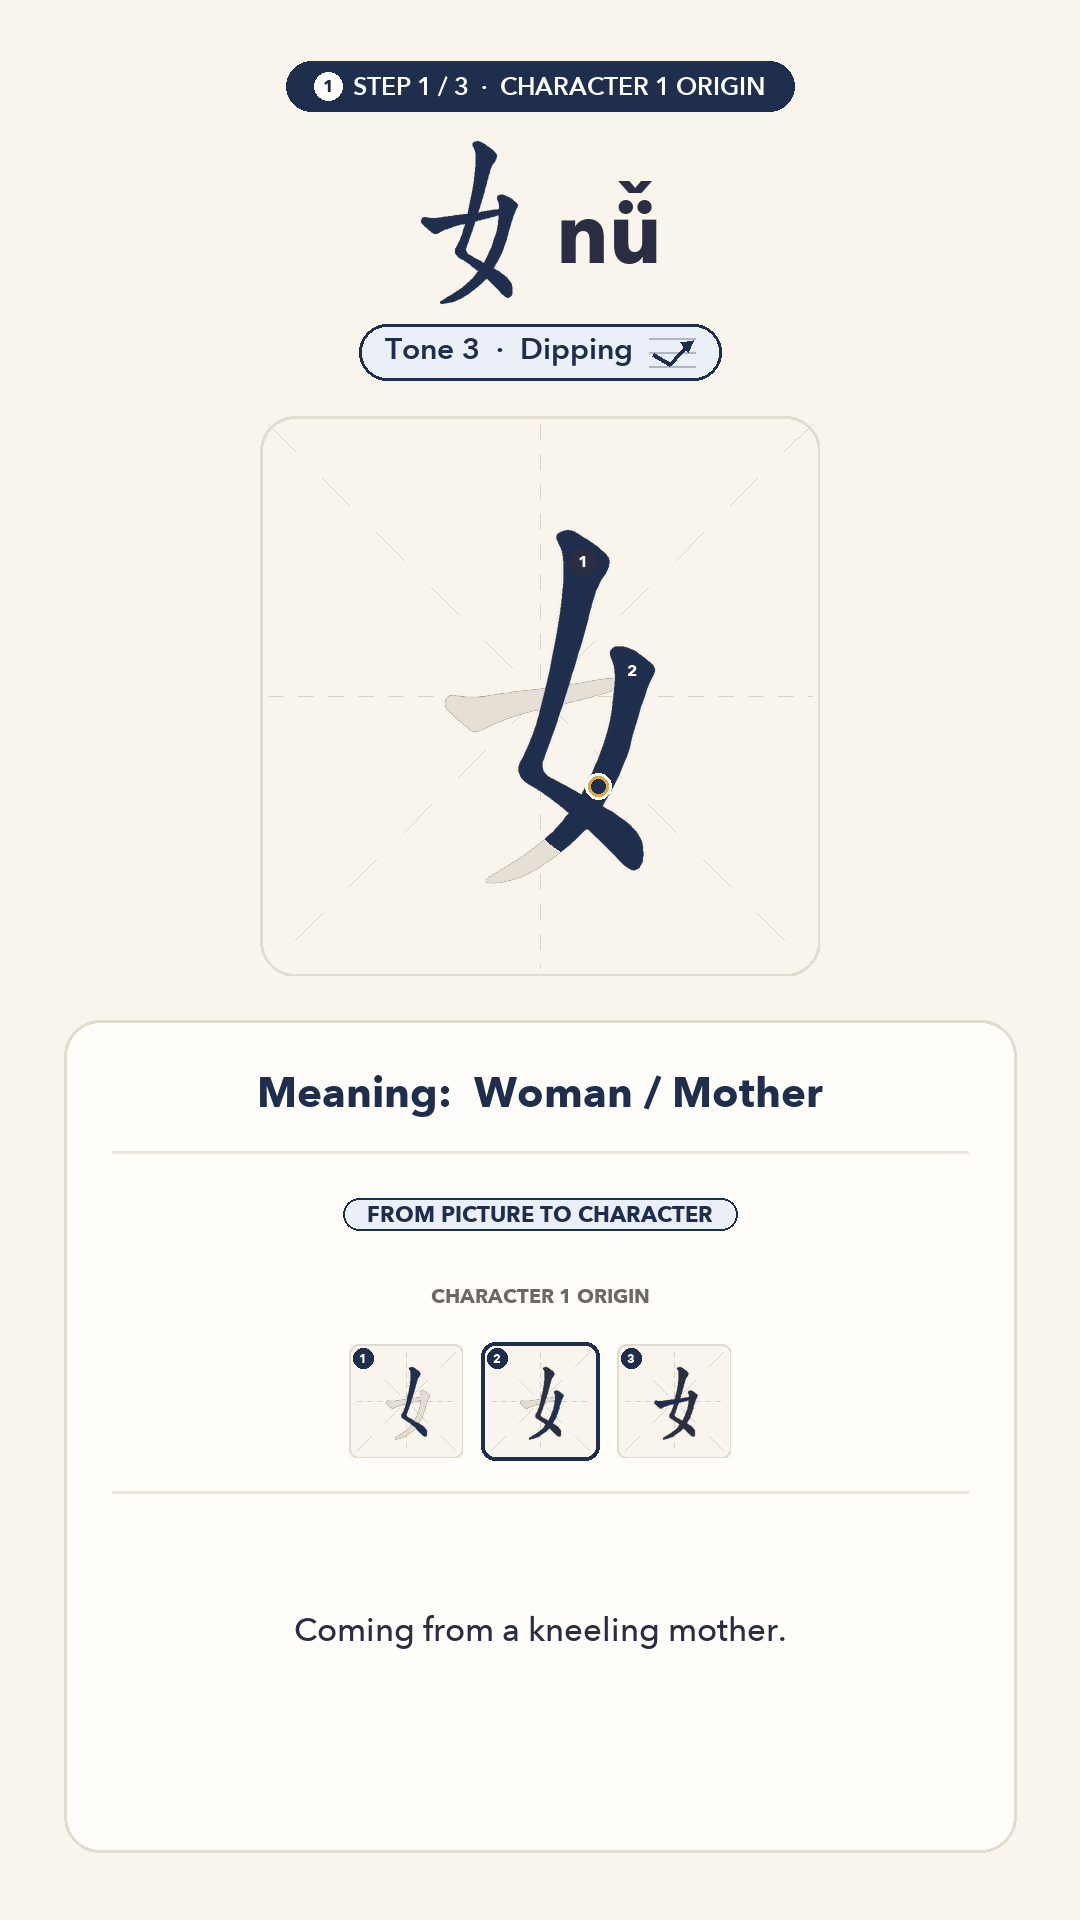 1 STEP 1 / 3 · CHARACTER 1 ORIGIN
女 nǚ
Tone 3 · Dipping
1
2
Meaning: Woman / Mother
FROM PICTURE TO CHARACTER
CHARACTER 1 ORIGIN
1 2 3
女
Coming from a kneeling mother.